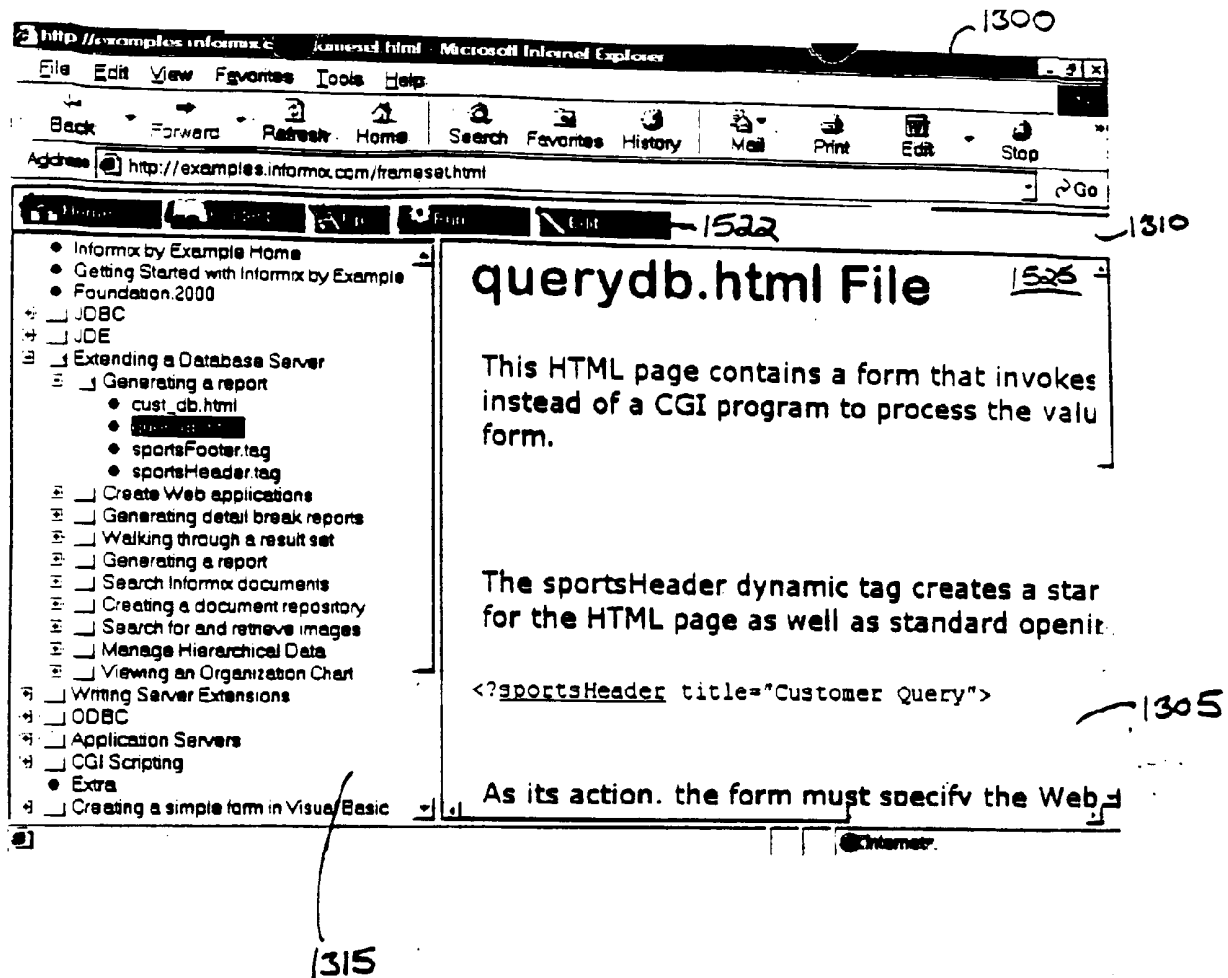 1300
http://examples.informix.cameset.html - Microsoft Internet Explorer
File Edit View Favorites Tools Help
Back Forward Refresh Home Search Favorites History Mail Print Edit Stop
Address http://examples.informix.com/frameset.html Go
Home Run Edit 1522
1310
Informix by Example Home
Getting Started with Informix by Example
Foundation.2000
JDBC
JDE
Extending a Database Server
Generating a report
cust_db.html
sportsFooter.tag
sportsHeader.tag
Create Web applications
Generating detail break reports
Walking through a result set
Generating a report
Search Informix documents
Creating a document repository
Search for and retrieve images
Manage Hierarchical Data
Viewing an Organization Chart
Writing Server Extensions
ODBC
Application Servers
CGI Scripting
Extra
Creating a simple form in Visual Basic
querydb.html File
1525
This HTML page contains a form that invokes
instead of a CGI program to process the valu
form.
The sportsHeader dynamic tag creates a star
for the HTML page as well as standard openir
<?sportsHeader title="Customer Query">
1305
As its action, the form must specify the Web
Internet
1315